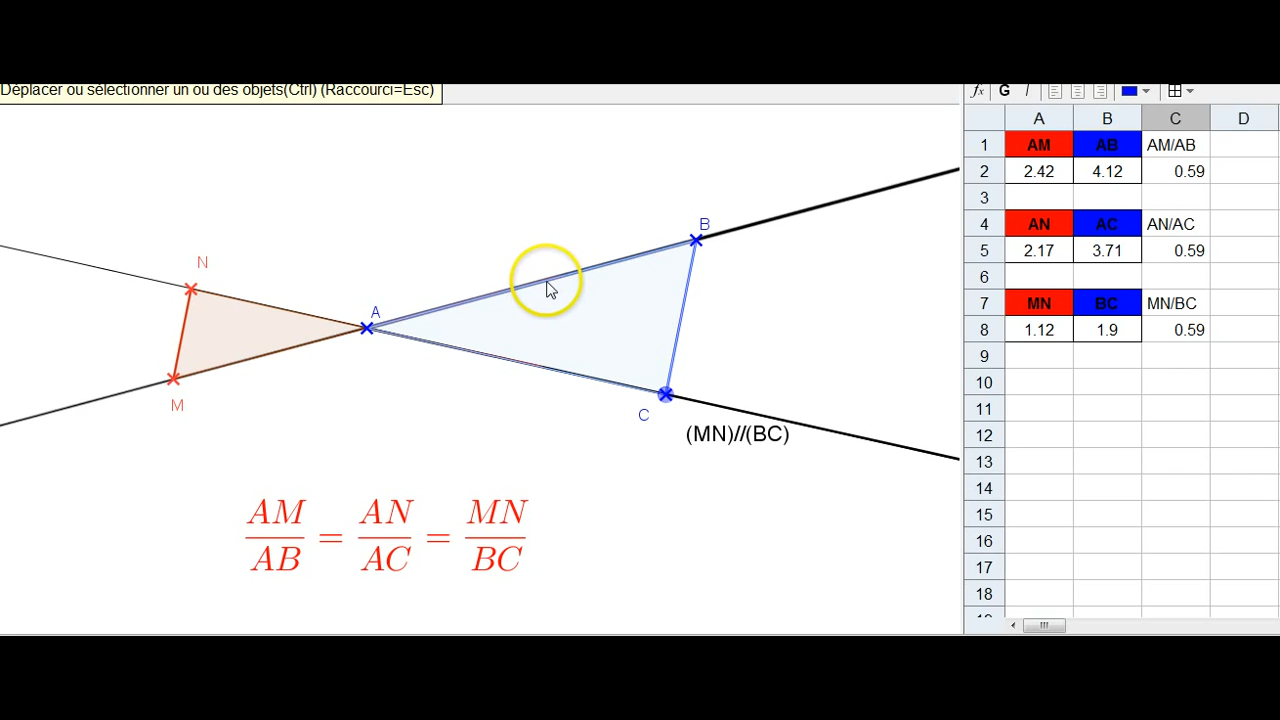 Déplacer ou sélectionner un ou des objets(Ctrl) (Raccourci=Esc)
N
A
B
M
C
(MN)//(BC)
AM/AB = AN/AC = MN/BC
fx G I
A B C D
1 AM AB AM/AB
2 2.42 4.12 0.59
3
4 AN AC AN/AC
5 2.17 3.71 0.59
6
7 MN BC MN/BC
8 1.12 1.9 0.59
9
10
11
12
13
14
15
16
17
18